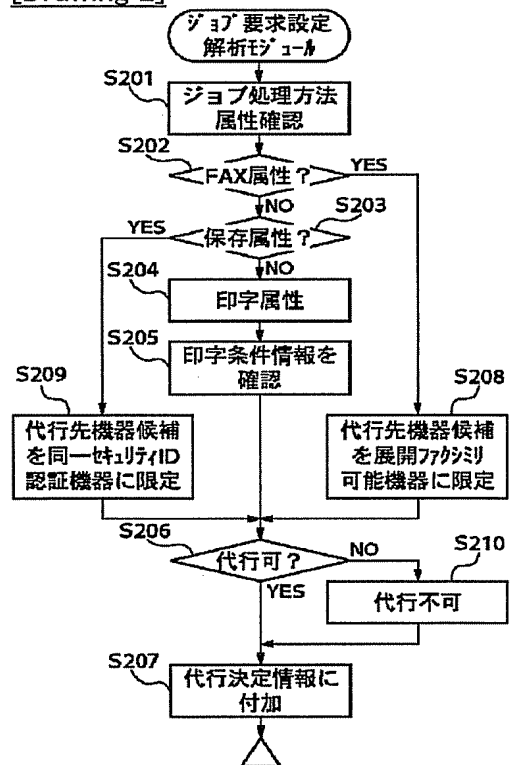 [Drawing 2]
ジョブ要求設定
解析モジュール
S201
ジョブ処理方法
属性確認
S202
FAX属性？
YES
NO
S203
保存属性？
YES
NO
S204
印字属性
S205
印字条件情報を
確認
S209
代行先機器候補
を同一セキュリティID
認証機器に限定
S208
代行先機器候補
を展開ファクシミリ
可能機器に限定
S206
代行可？
NO
YES
S210
代行不可
S207
代行決定情報に
付加